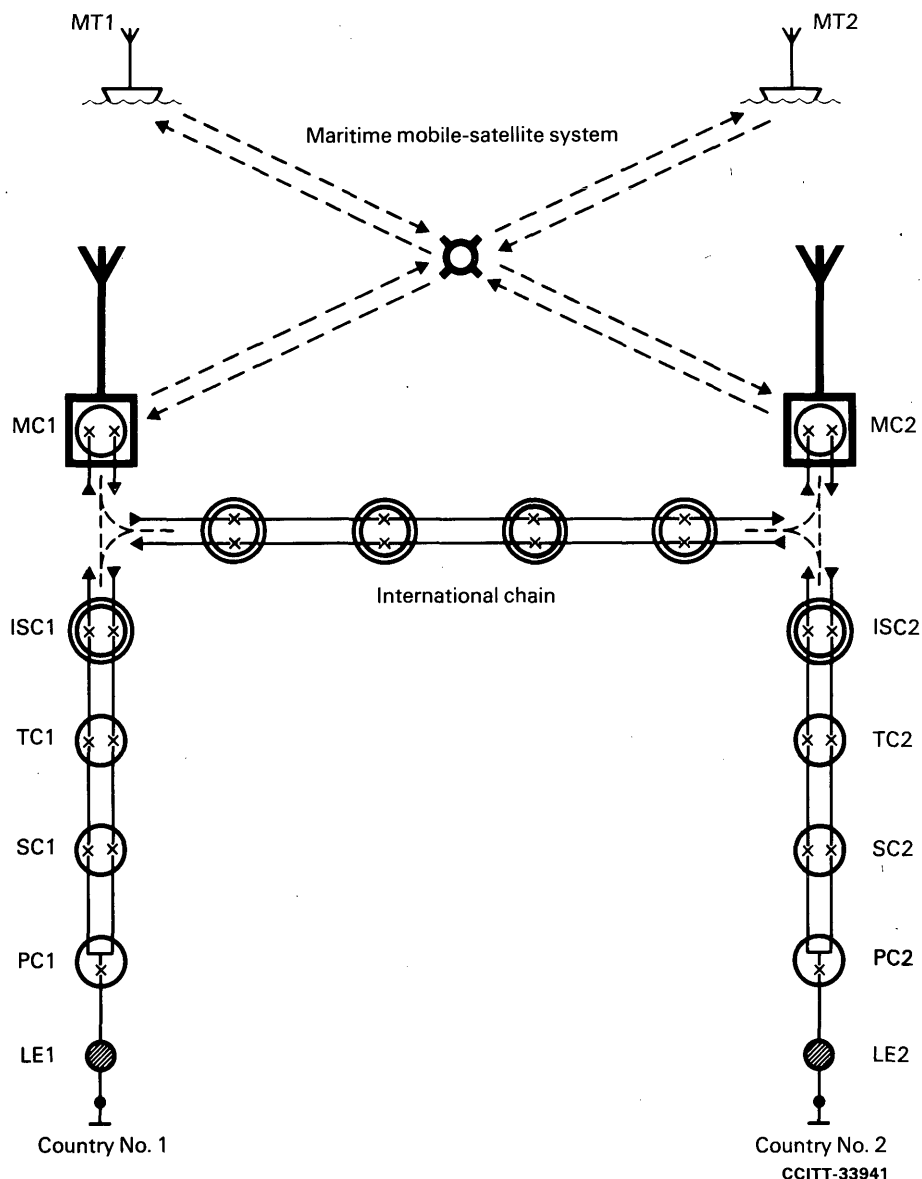 MT1
MT2
Maritime mobile-satellite system
MC1
MC2
International chain
ISC1
ISC2
TC1
TC2
SC1
SC2
PC1
PC2
LE1
LE2
Country No. 1
Country No. 2
CCITT-33941